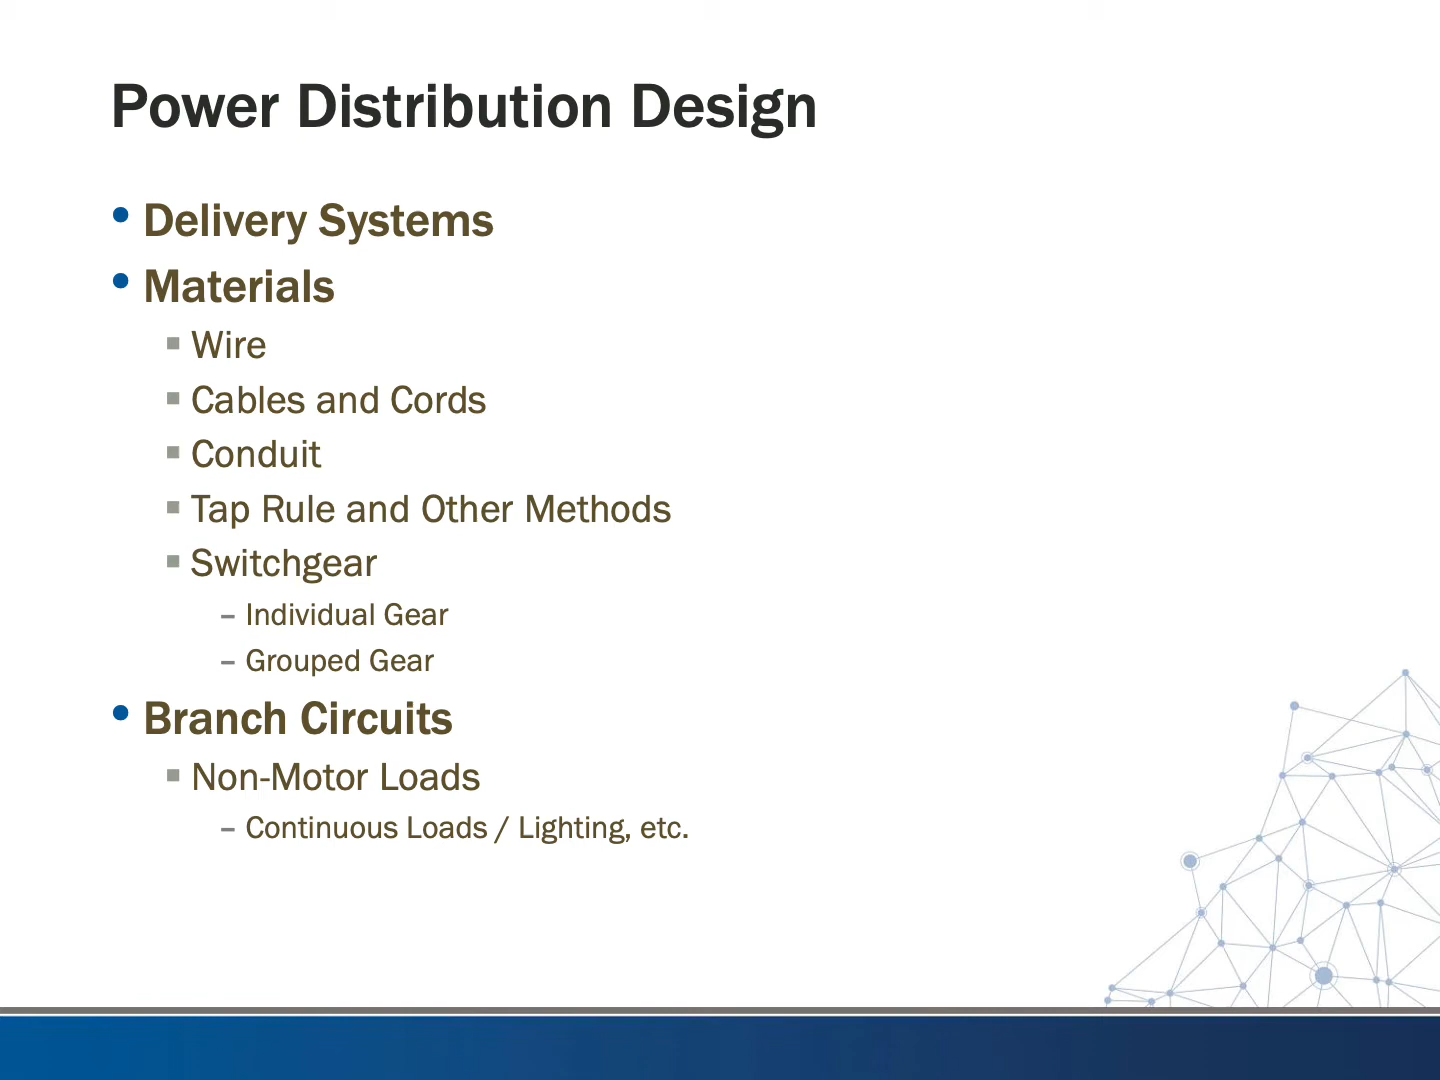 Power Distribution Design
• Delivery Systems
• Materials
▪ Wire
▪ Cables and Cords
▪ Conduit
▪ Tap Rule and Other Methods
▪ Switchgear
– Individual Gear
– Grouped Gear
• Branch Circuits
▪ Non-Motor Loads
– Continuous Loads / Lighting, etc.